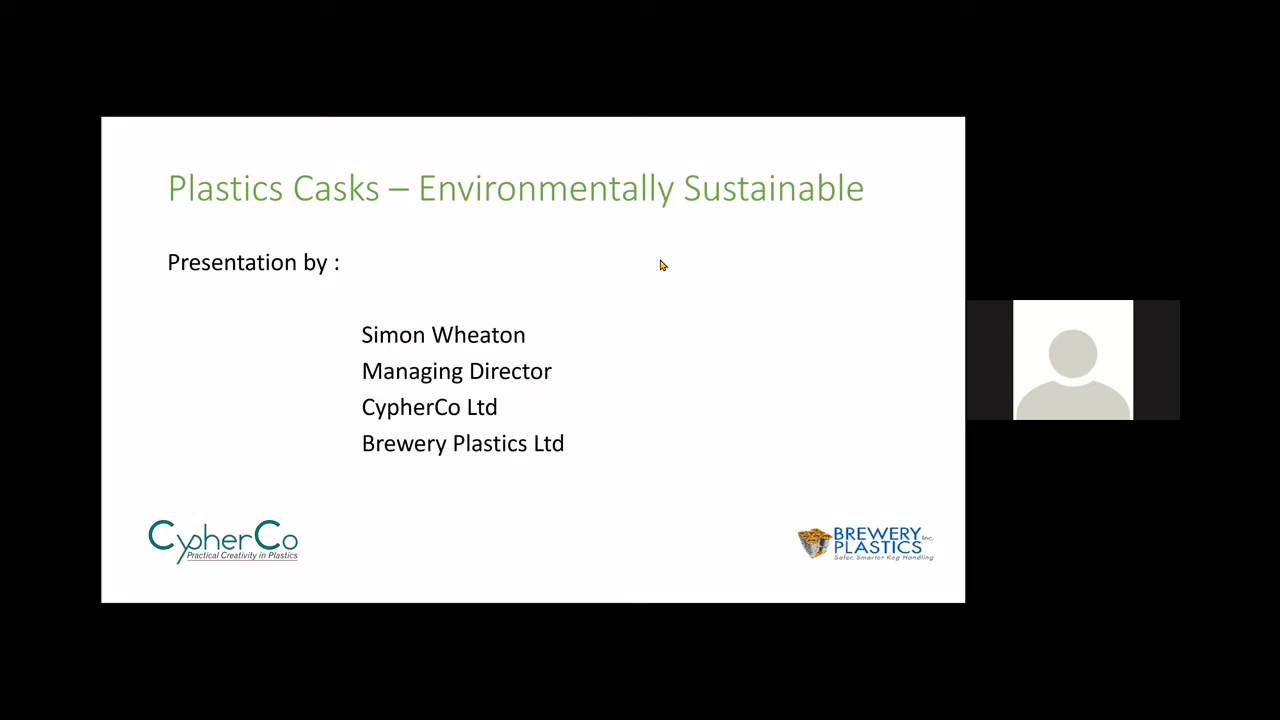 Plastics Casks – Environmentally Sustainable
Presentation by :
Simon Wheaton
Managing Director
CypherCo Ltd
Brewery Plastics Ltd
CypherCo
Practical Creativity in Plastics
BREWERY Inc.
PLASTICS
Safer, Smarter Keg Handling